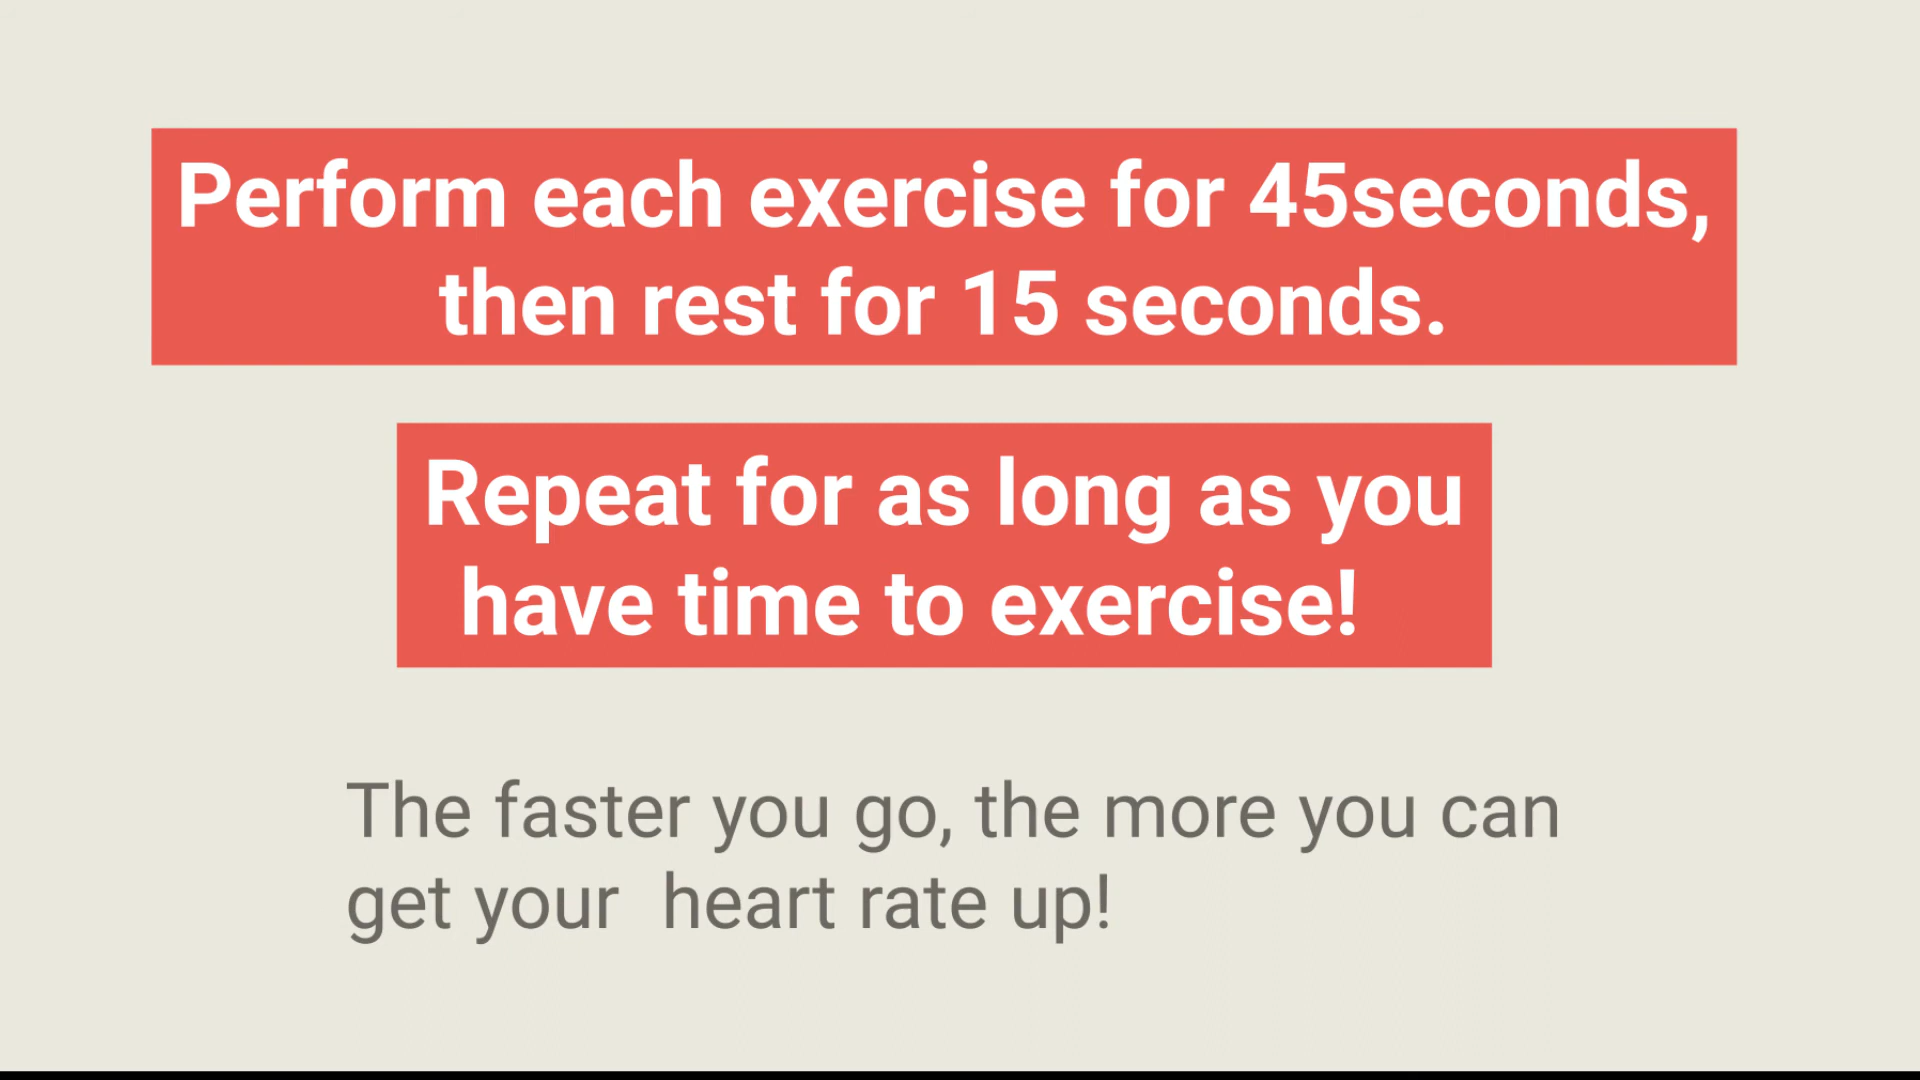 Perform each exercise for 45seconds,
then rest for 15 seconds.
Repeat for as long as you
have time to exercise!
The faster you go, the more you can
get your  heart rate up!